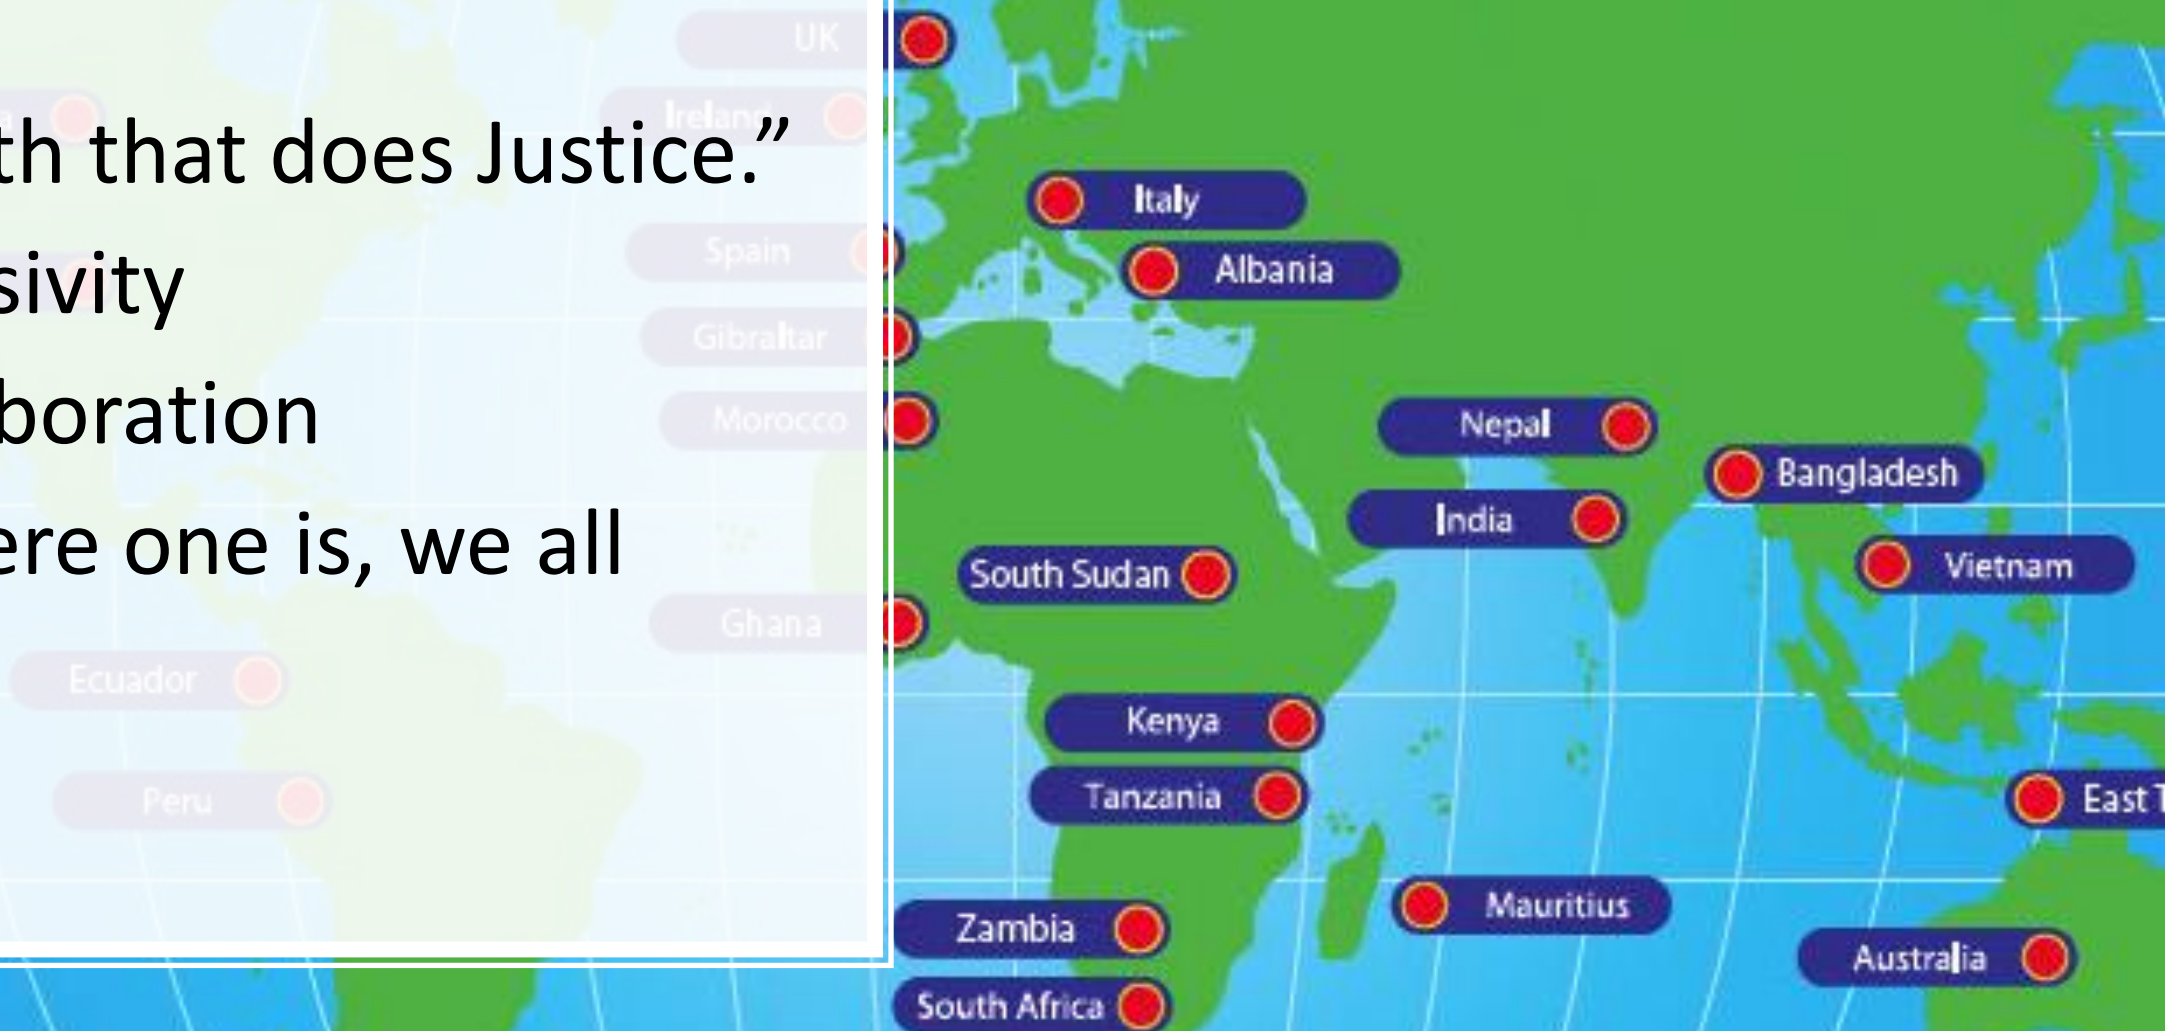 th that does Justice.”
sivity
boration
ere one is, we all
UK
Ireland
Spain
Gibraltar
Morocco
Ghana
Ecuador
Peru
Italy
Albania
Nepal
Bangladesh
India
Vietnam
South Sudan
Kenya
Tanzania
East T
Mauritius
Zambia
Australia
South Africa